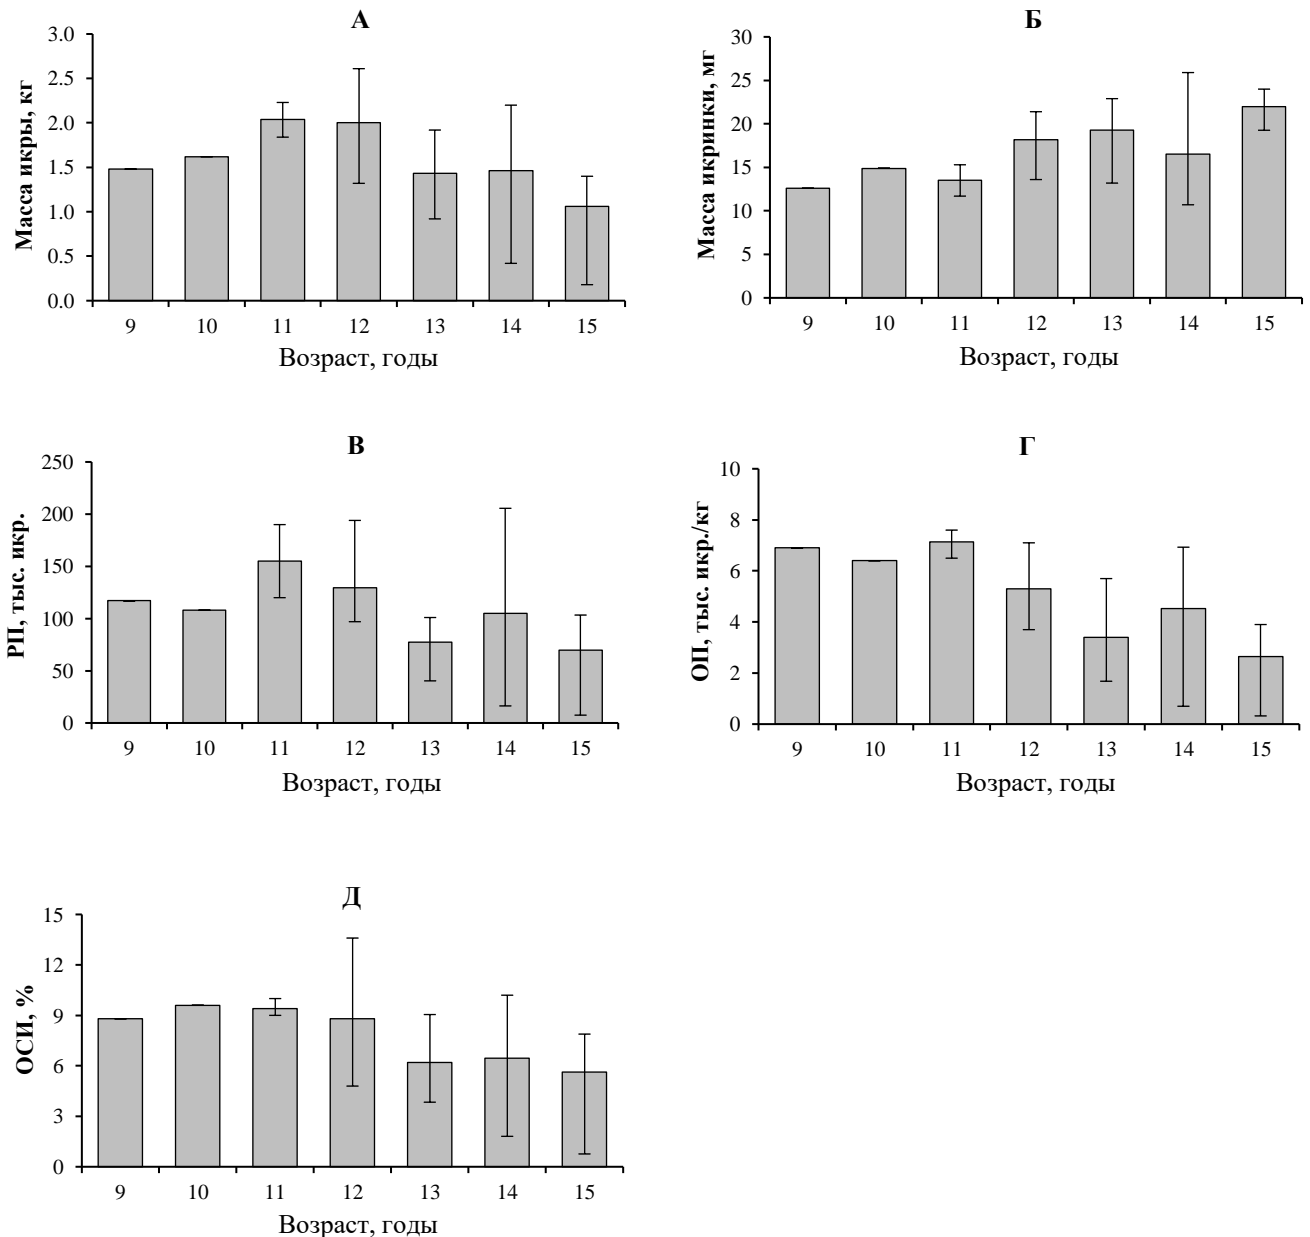 А
Масса икры, кг
3.0
2.5
2.0
1.5
1.0
0.5
0.0
9 10 11 12 13 14 15
Возраст, годы
Б
Масса икринки, мг
30
25
20
15
10
5
0
9 10 11 12 13 14 15
Возраст, годы
В
РП, тыс. икр.
250
200
150
100
50
0
9 10 11 12 13 14 15
Возраст, годы
Г
ОП, тыс. икр./кг
10
8
6
4
2
0
9 10 11 12 13 14 15
Возраст, годы
Д
ОСИ, %
15
12
9
6
3
0
9 10 11 12 13 14 15
Возраст, годы